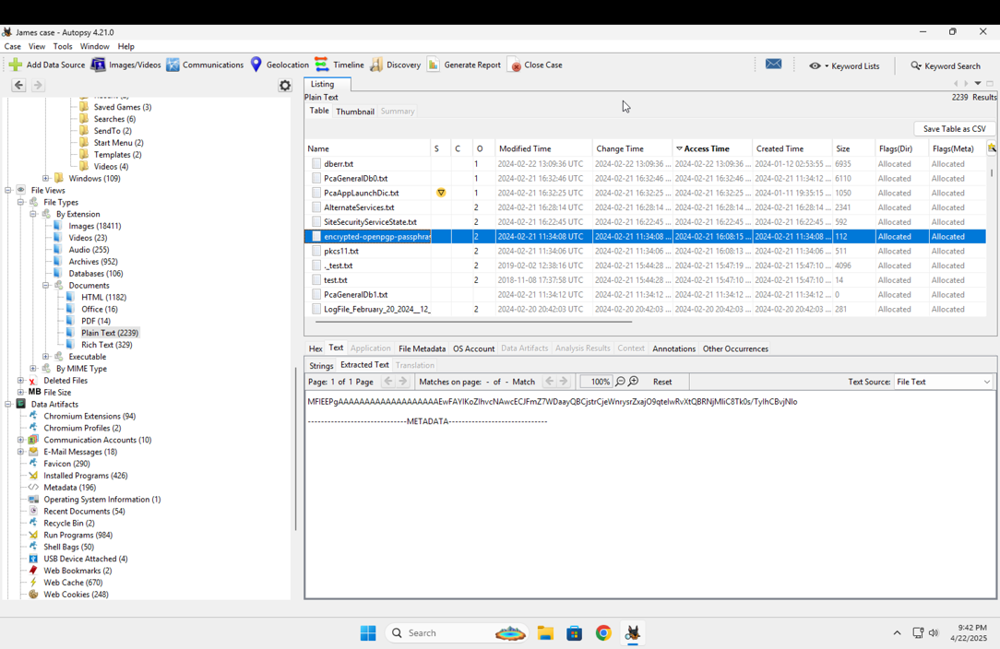 James case - Autopsy 4.21.0
Case View Tools Window Help
Add Data Source Images/Videos Communications Geolocation Timeline Discovery Generate Report Close Case Keyword Lists Keyword Search
Listing
Plain Text 2239 Results
Table Thumbnail Summary
Save Table as CSV
Name S C O Modified Time Change Time Access Time Created Time Size Flags(Dir) Flags(Meta)
dberr.txt 1 2024-02-22 13:09:36 UTC 2024-02-22 13:09:36 ... 2024-02-22 13:09:36 ... 2024-01-12 02:53:55 ... 6935 Allocated Allocated
PcaGeneralDb0.txt 1 2024-02-21 16:32:46 UTC 2024-02-21 16:32:46 ... 2024-02-21 16:32:46 ... 2024-02-21 11:34:12 ... 6110 Allocated Allocated
PcaAppLaunchDic.txt 1 2024-02-21 16:32:25 UTC 2024-02-21 16:32:25 ... 2024-02-21 16:32:25 ... 2024-01-11 19:35:15 ... 1050 Allocated Allocated
AlternateServices.txt 2 2024-02-21 16:28:14 UTC 2024-02-21 16:28:14 ... 2024-02-21 16:28:14 ... 2024-02-21 16:28:14 ... 2341 Allocated Allocated
SiteSecurityServiceState.txt 2 2024-02-21 16:22:45 UTC 2024-02-21 16:22:45 ... 2024-02-21 16:22:45 ... 2024-02-21 16:22:45 ... 592 Allocated Allocated
encrypted-openpgp-passphra 2 2024-02-21 11:34:08 UTC 2024-02-21 11:34:08 ... 2024-02-21 16:08:15 ... 2024-02-21 11:34:08 ... 112 Allocated Allocated
pkcs11.txt 2 2024-02-21 11:34:06 UTC 2024-02-21 11:34:06 ... 2024-02-21 16:08:13 ... 2024-02-21 11:34:06 ... 511 Allocated Allocated
._test.txt 2 2019-02-02 12:38:16 UTC 2024-02-21 15:44:28 ... 2024-02-21 15:47:19 ... 2024-02-21 15:47:10 ... 4096 Allocated Allocated
test.txt 2 2018-11-08 17:37:58 UTC 2024-02-21 15:44:28 ... 2024-02-21 15:47:10 ... 2024-02-21 15:47:10 ... 14 Allocated Allocated
PcaGeneralDb1.txt 2024-02-21 11:34:12 UTC 2024-02-21 11:34:12 ... 2024-02-21 11:34:12 ... 2024-02-21 11:34:12 ... 0 Allocated Allocated
LogFile_February_20_2024__12_ 2 2024-02-20 20:42:03 UTC 2024-02-20 20:42:03 ... 2024-02-20 20:42:03 ... 2024-02-20 20:42:03 ... 281 Allocated Allocated
Saved Games (3)
Searches (6)
SendTo (2)
Start Menu (2)
Templates (2)
Videos (4)
Windows (109)
File Views
File Types
By Extension
Images (18411)
Videos (23)
Audio (255)
Archives (952)
Databases (106)
Documents
HTML (1182)
Office (16)
PDF (14)
Plain Text (2239)
Rich Text (329)
Executable
By MIME Type
Deleted Files
MB File Size
Data Artifacts
Chromium Extensions (94)
Chromium Profiles (2)
Communication Accounts (10)
E-Mail Messages (18)
Favicon (290)
Installed Programs (426)
Metadata (196)
Operating System Information (1)
Recent Documents (54)
Recycle Bin (2)
Run Programs (984)
Shell Bags (50)
USB Device Attached (4)
Web Bookmarks (2)
Web Cache (670)
Web Cookies (248)
Hex Text Application File Metadata OS Account Data Artifacts Analysis Results Context Annotations Other Occurrences
Strings Extracted Text Translation
Page: 1 of 1 Page Matches on page: - of - Match 100% Reset Text Source: File Text
------------------------------METADATA------------------------------
Search
9:42 PM
4/22/2025